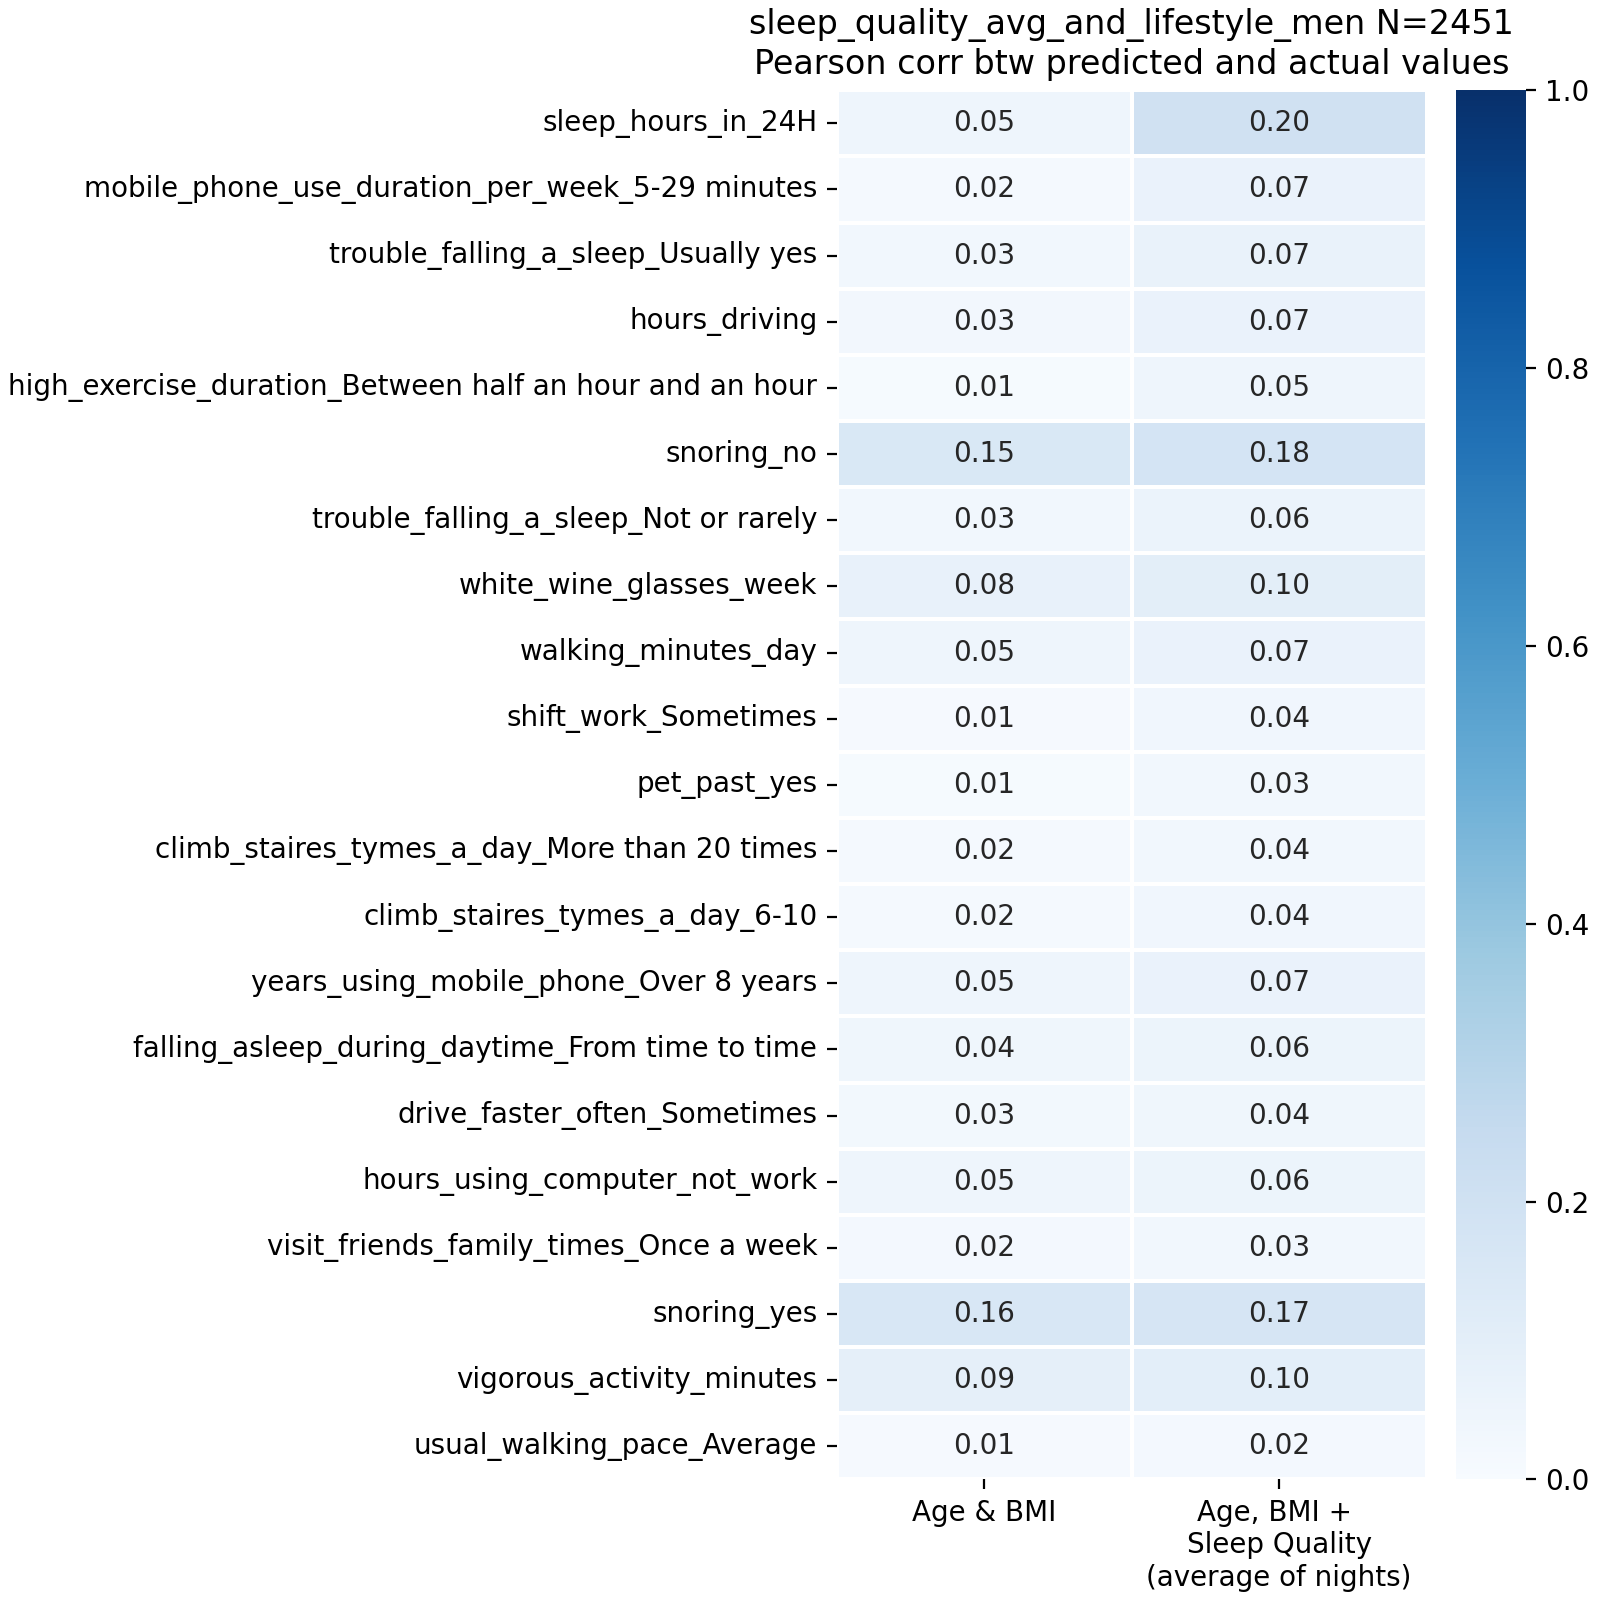 sleep_quality_avg_and_lifestyle_men N=2451
Pearson corr btw predicted and actual values
sleep_hours_in_24H 0.05 0.20
mobile_phone_use_duration_per_week_5-29 minutes 0.02 0.07
trouble_falling_a_sleep_Usually yes 0.03 0.07
hours_driving 0.03 0.07
high_exercise_duration_Between half an hour and an hour 0.01 0.05
snoring_no 0.15 0.18
trouble_falling_a_sleep_Not or rarely 0.03 0.06
white_wine_glasses_week 0.08 0.10
walking_minutes_day 0.05 0.07
shift_work_Sometimes 0.01 0.04
pet_past_yes 0.01 0.03
climb_staires_tymes_a_day_More than 20 times 0.02 0.04
climb_staires_tymes_a_day_6-10 0.02 0.04
years_using_mobile_phone_Over 8 years 0.05 0.07
falling_asleep_during_daytime_From time to time 0.04 0.06
drive_faster_often_Sometimes 0.03 0.04
hours_using_computer_not_work 0.05 0.06
visit_friends_family_times_Once a week 0.02 0.03
snoring_yes 0.16 0.17
vigorous_activity_minutes 0.09 0.10
usual_walking_pace_Average 0.01 0.02
Age & BMI
Age, BMI +
Sleep Quality
(average of nights)
1.0
0.8
0.6
0.4
0.2
0.0